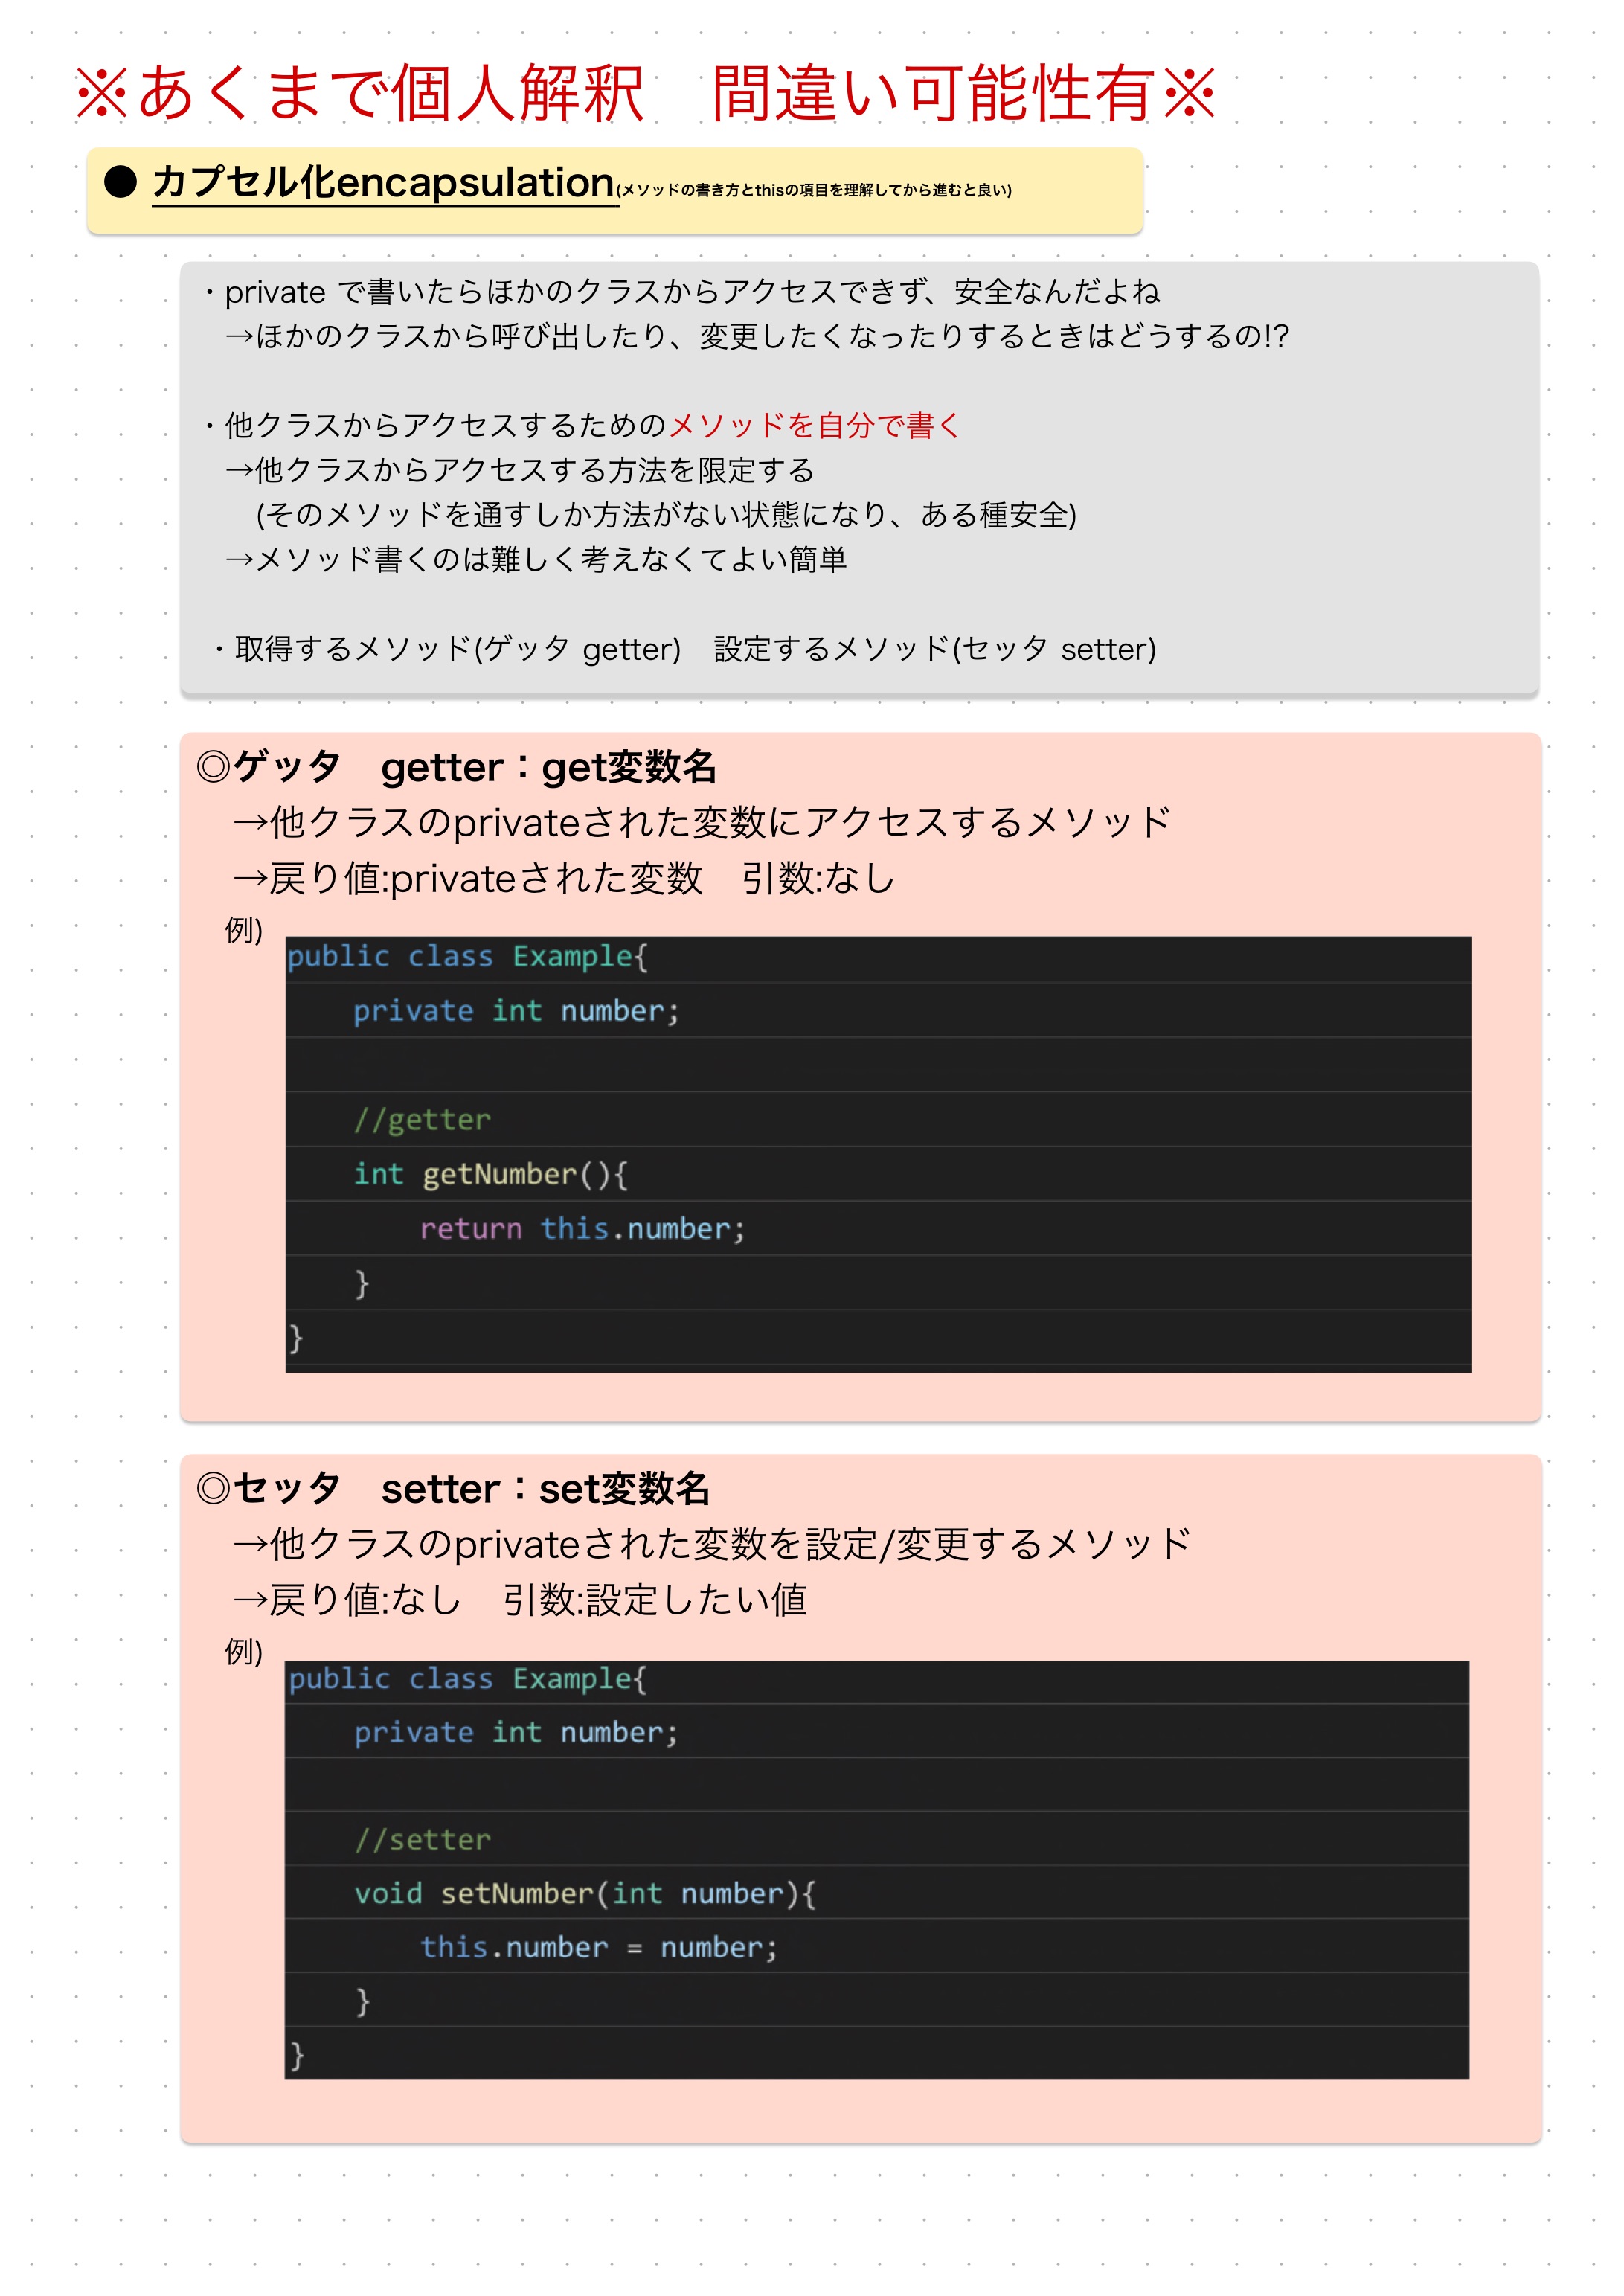 ※あくまで個人解釈　間違い可能性有※
● カプセル化encapsulation(メソッドの書き方とthisの項目を理解してから進むと良い)
・private で書いたらほかのクラスからアクセスできず、安全なんだよね
→ほかのクラスから呼び出したり、変更したくなったりするときはどうするの!?
・他クラスからアクセスするためのメソッドを自分で書く
→他クラスからアクセスする方法を限定する
(そのメソッドを通すしか方法がない状態になり、ある種安全)
→メソッド書くのは難しく考えなくてよい簡単
・取得するメソッド(ゲッタ getter)　設定するメソッド(セッタ setter)
◎ゲッタ　getter：get変数名
→他クラスのprivateされた変数にアクセスするメソッド
→戻り値:privateされた変数　引数:なし
例)
public class Example{
private int number;
//getter
int getNumber(){
return this.number;
}
}
◎セッタ　setter：set変数名
→他クラスのprivateされた変数を設定/変更するメソッド
→戻り値:なし　引数:設定したい値
例)
public class Example{
private int number;
//setter
void setNumber(int number){
this.number = number;
}
}